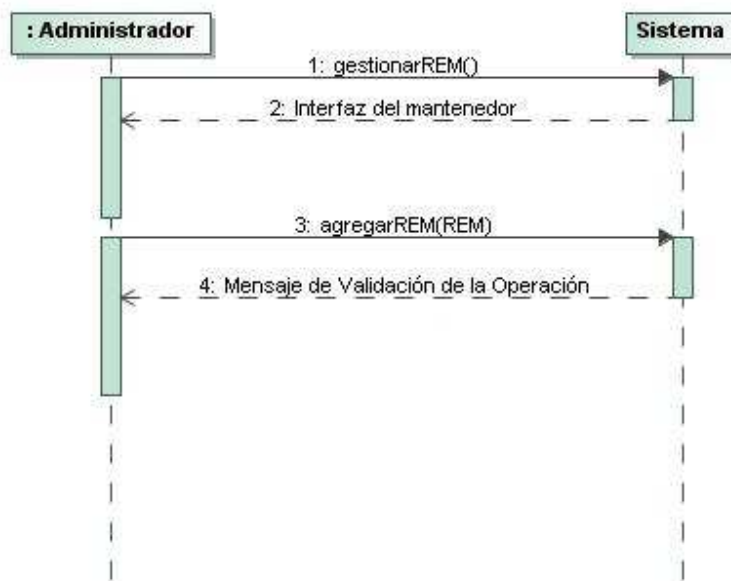 : Administrador
Sistema
1: gestionarREM()
2: Interfaz del mantenedor
3: agregarREM(REM)
4: Mensaje de Validación de la Operación